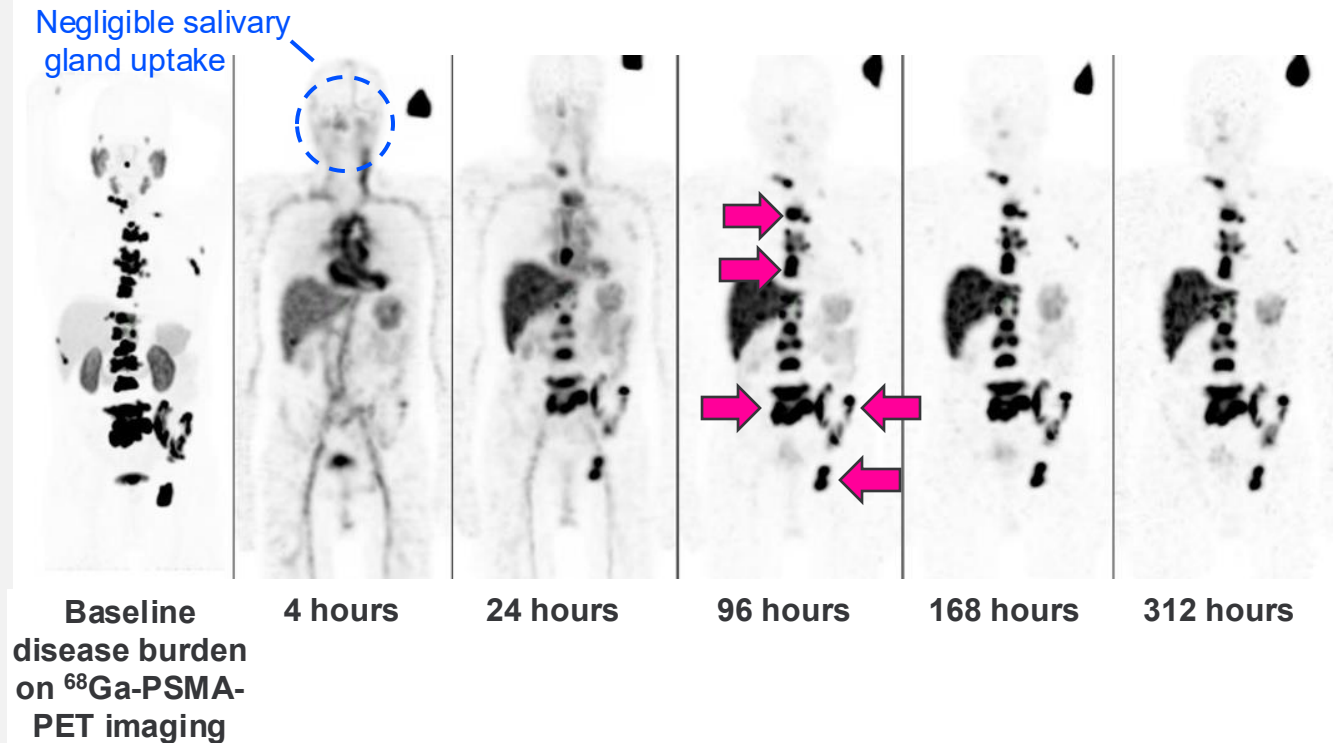 Negligible salivary
gland uptake
4 hours
24 hours
96 hours
168 hours
312 hours
Baseline
disease burden
on ⁶⁸Ga-PSMA-
PET imaging